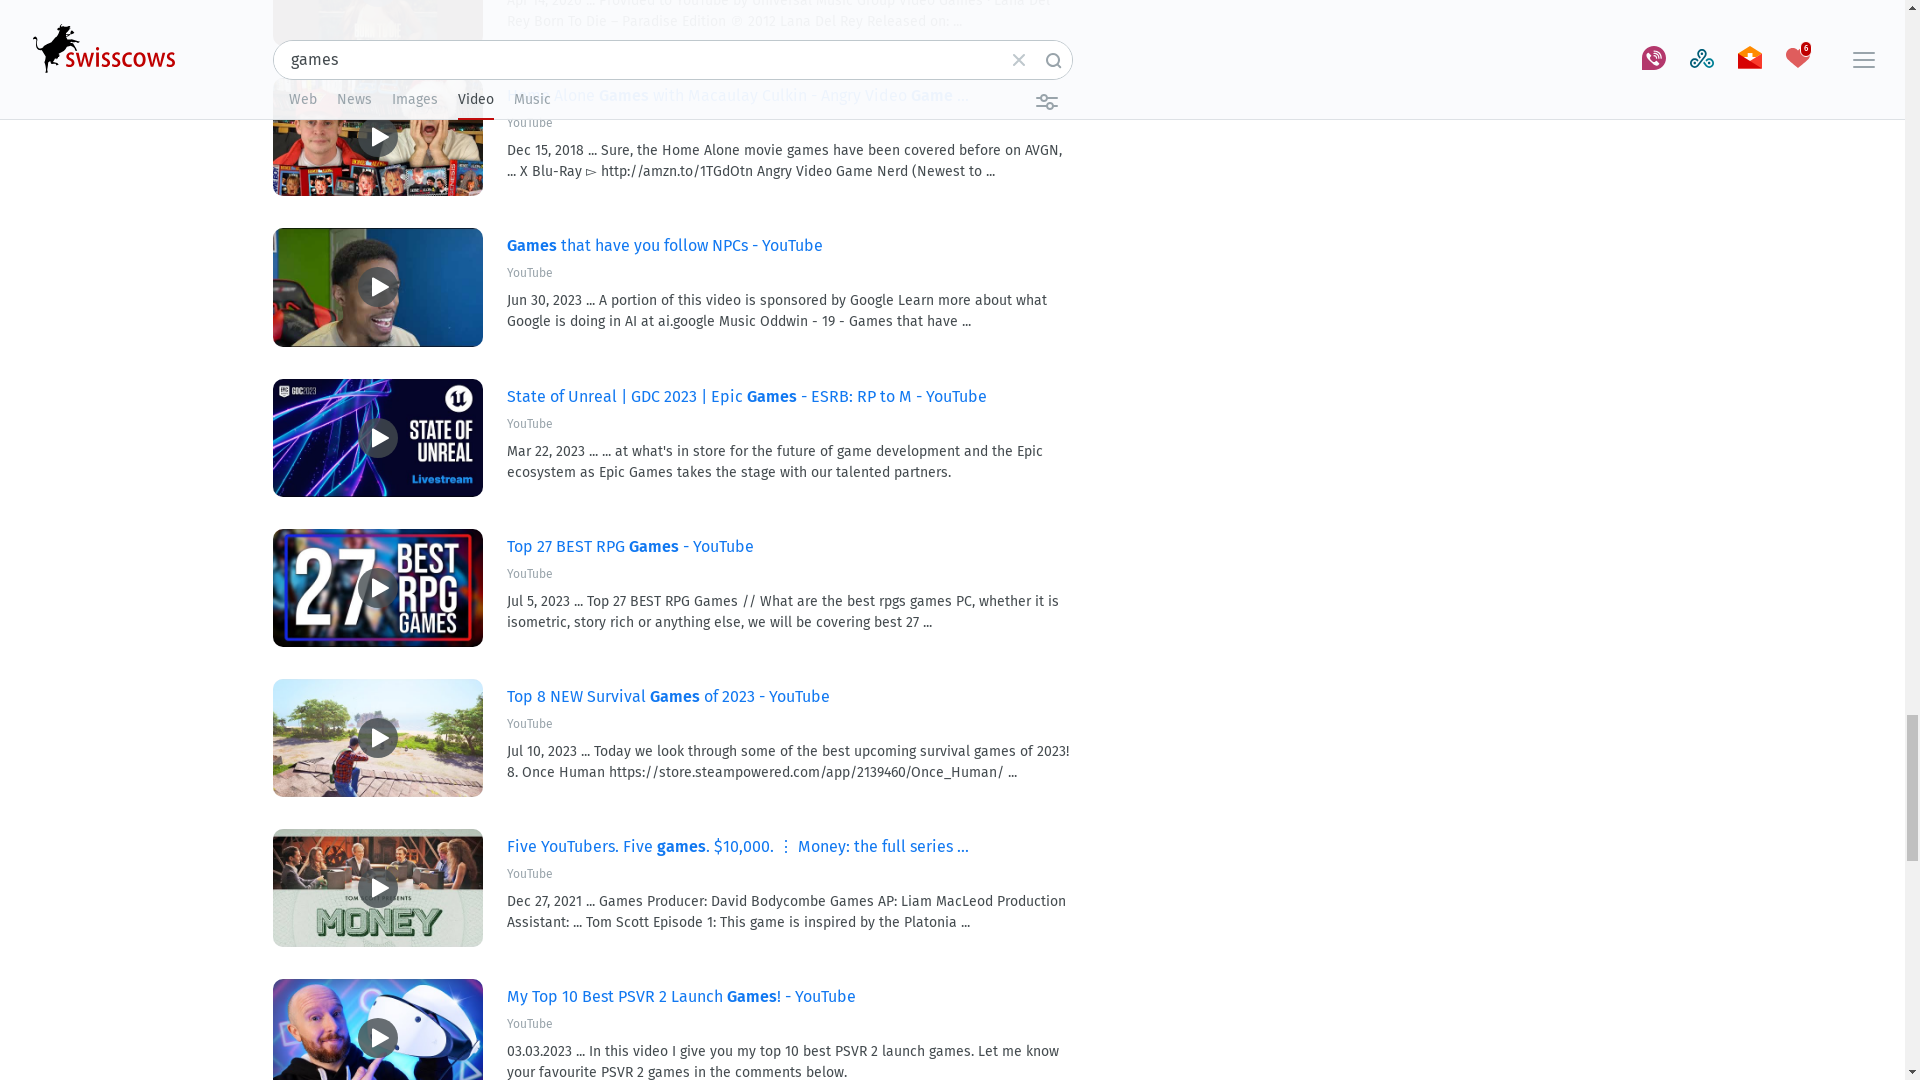 Apr 14, 2020 ... Provided to YouTube by Universal Music Group Video Games · Lana Del
Rey Born To Die – Paradise Edition ℗ 2012 Lana Del Rey Released on: ...
swisscows
games
6
Web News Images Video Music
Home Alone Games with Macaulay Culkin - Angry Video Game ...
YouTube
Dec 15, 2018 ... Sure, the Home Alone movie games have been covered before on AVGN,
... X Blu-Ray ▻ http://amzn.to/1TGdOtn Angry Video Game Nerd (Newest to ...
Games that have you follow NPCs - YouTube
YouTube
Jun 30, 2023 ... A portion of this video is sponsored by Google Learn more about what
Google is doing in AI at ai.google Music Oddwin - 19 - Games that have ...
GDC2023
STATE OF
UNREAL
Livestream
State of Unreal | GDC 2023 | Epic Games - ESRB: RP to M - YouTube
YouTube
Mar 22, 2023 ... ... at what's in store for the future of game development and the Epic
ecosystem as Epic Games takes the stage with our talented partners.
27 BEST
RPG
GAMES
Top 27 BEST RPG Games - YouTube
YouTube
Jul 5, 2023 ... Top 27 BEST RPG Games // What are the best rpgs games PC, whether it is
isometric, story rich or anything else, we will be covering best 27 ...
Top 8 NEW Survival Games of 2023 - YouTube
YouTube
Jul 10, 2023 ... Today we look through some of the best upcoming survival games of 2023!
8. Once Human https://store.steampowered.com/app/2139460/Once_Human/ ...
TOM SCOTT PRESENTS
MONEY
Five YouTubers. Five games. $10,000. ⋮ Money: the full series ...
YouTube
Dec 27, 2021 ... Games Producer: David Bodycombe Games AP: Liam MacLeod Production
Assistant: ... Tom Scott Episode 1: This game is inspired by the Platonia ...
My Top 10 Best PSVR 2 Launch Games! - YouTube
YouTube
03.03.2023 ... In this video I give you my top 10 best PSVR 2 launch games. Let me know
your favourite PSVR 2 games in the comments below.